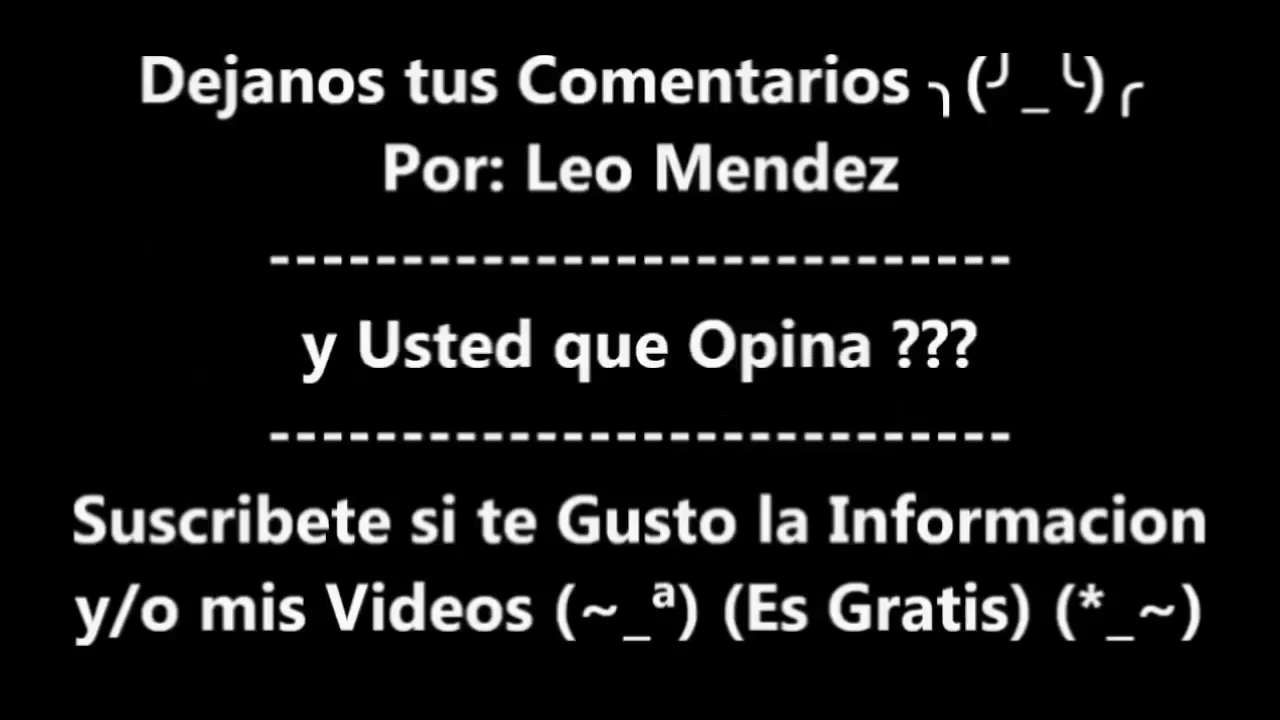 Dejanos tus Comentarios ╮(╯_╰)╭
Por: Leo Mendez
----------------------------
y Usted que Opina ???
----------------------------
Suscribete si te Gusto la Informacion
y/o mis Videos (~_ª) (Es Gratis) (*_~)